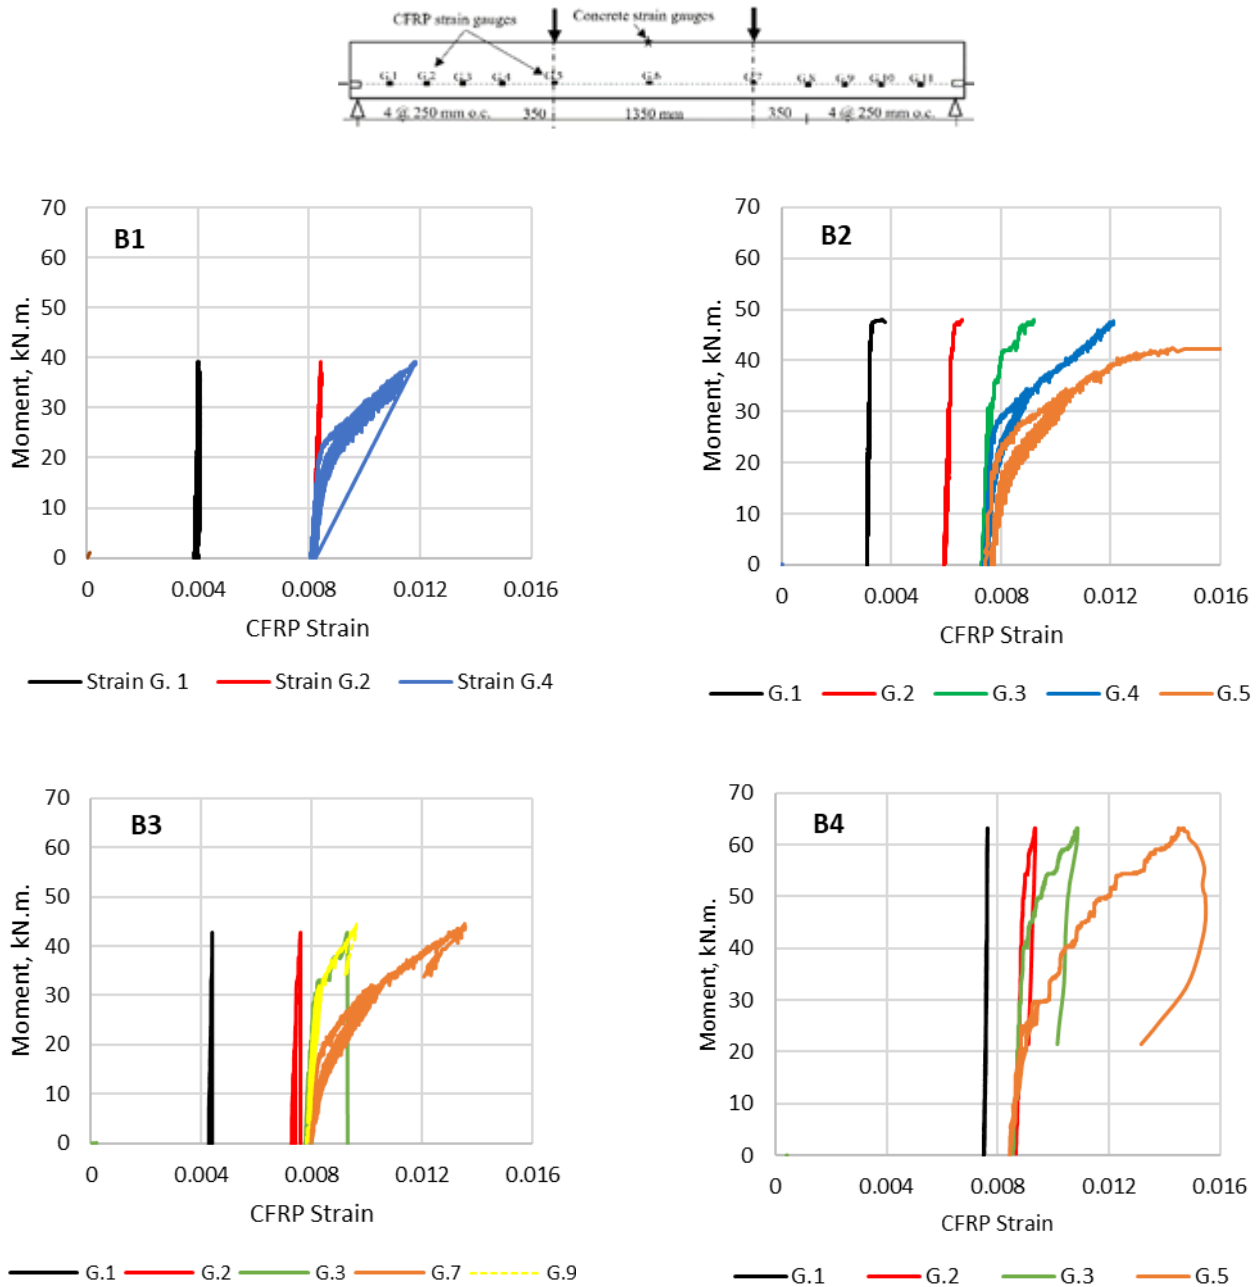 CFRP strain gauges
Concrete strain gauges
G.1 G.2 G.3 G.4 G.5 G.6 G.7 G.8 G.9 G.10 G.11
4 @ 250 mm o.c. 350 1350 mm 350 4 @ 250 mm o.c.
B1
70
60
50
40
30
20
10
0
Moment, kN.m.
0 0.004 0.008 0.012 0.016
CFRP Strain
Strain G. 1 Strain G.2 Strain G.4
B2
70
60
50
40
30
20
10
0
Moment, kN.m.
0 0.004 0.008 0.012 0.016
CFRP Strain
G.1 G.2 G.3 G.4 G.5
B3
70
60
50
40
30
20
10
0
Moment, kN.m.
0 0.004 0.008 0.012 0.016
CFRP Strain
G.1 G.2 G.3 G.7 G.9
B4
70
60
50
40
30
20
10
0
Moment, kN.m.
0 0.004 0.008 0.012 0.016
CFRP Strain
G.1 G.2 G.3 G.5